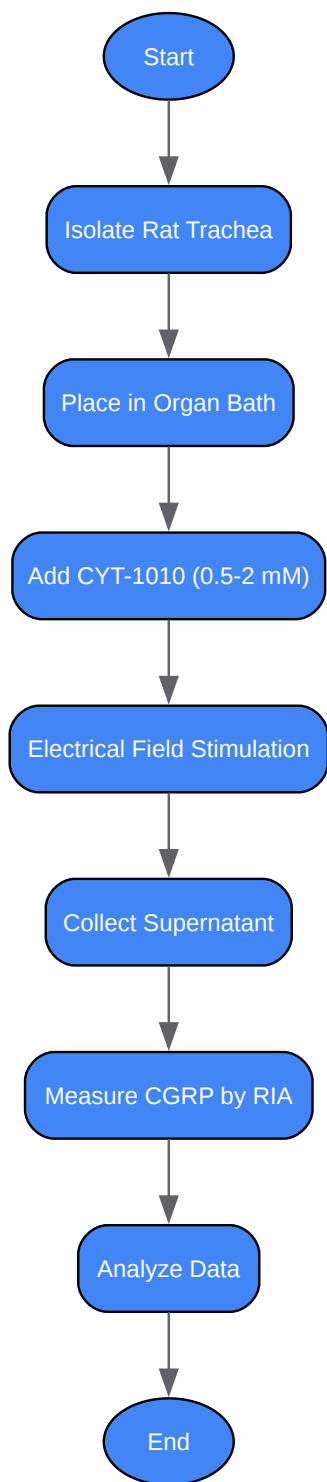 Start
Isolate Rat Trachea
Place in Organ Bath
Add CYT-1010 (0.5-2 mM)
Electrical Field Stimulation
Collect Supernatant
Measure CGRP by RIA
Analyze Data
End